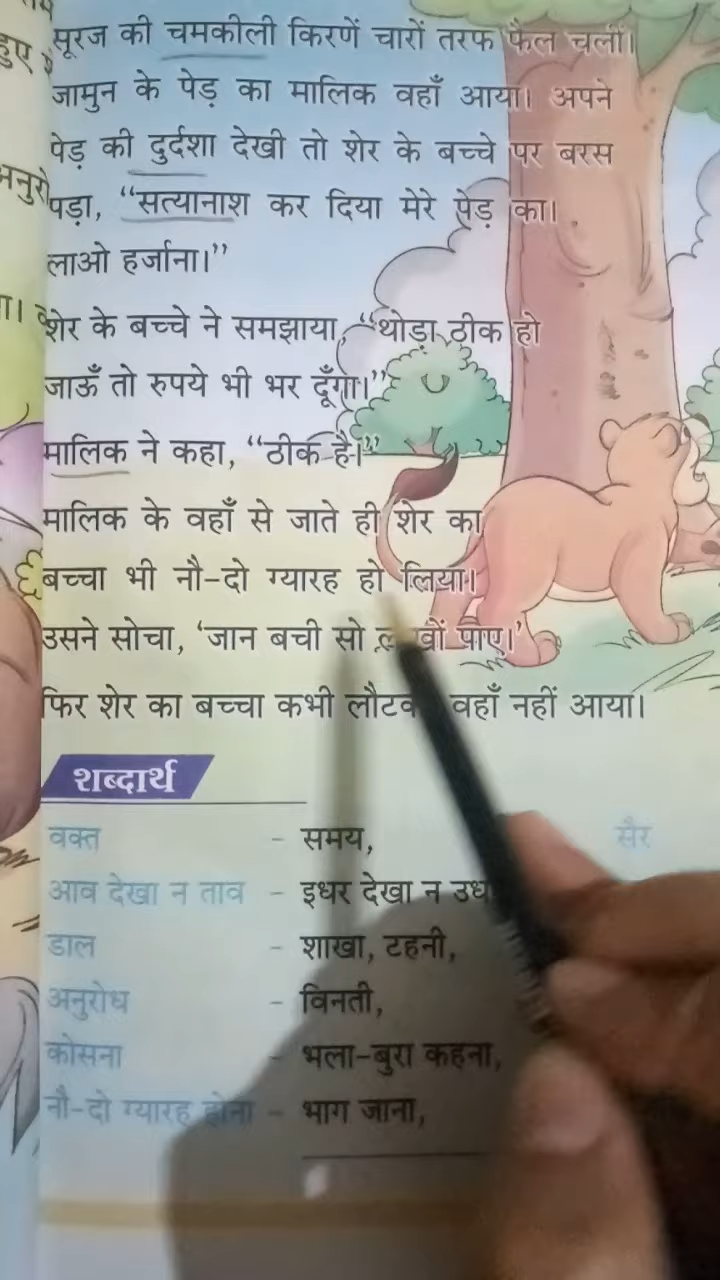 हुए
सूरज की चमकीली किरणें चारों तरफ फैल चलीं।
जामुन के पेड़ का मालिक वहाँ आया। अपने
पेड़ की दुर्दशा देखी तो शेर के बच्चे पर बरस
पड़ा, “सत्यानाश कर दिया मेरे पेड़ का।
लाओ हर्जाना।”
शेर के बच्चे ने समझाया, “थोड़ा ठीक हो
जाऊँ तो रुपये भी भर दूँगा।”
मालिक ने कहा, “ठीक है।”
मालिक के वहाँ से जाते ही शेर का
बच्चा भी नौ-दो ग्यारह हो लिया।
उसने सोचा, ‘जान बची सो पाए।’
फिर शेर का बच्चा कभी वहाँ नहीं आया।
शब्दार्थ
वक्त - समय, सैर
आव देखा न ताव - इधर देखा न
डाल - शाखा, टहनी,
अनुरोध - विनती,
कोसना - भला-बुरा कहना,
नौ-दो ग्यारह होना - भाग जाना,